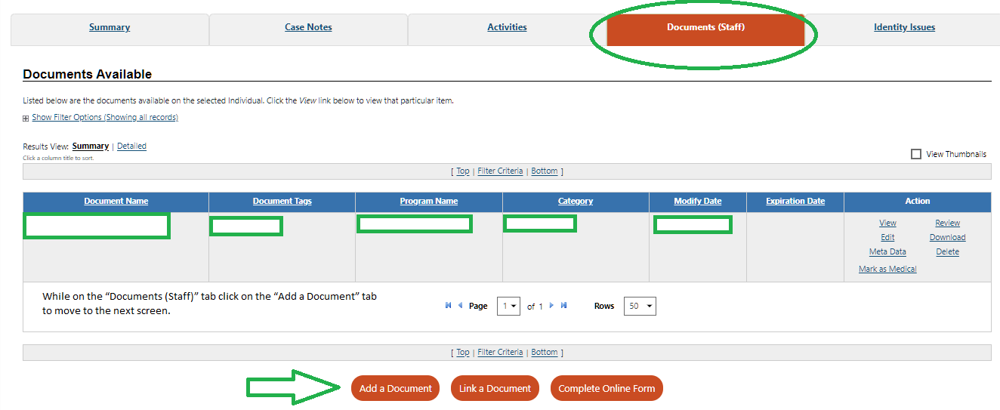 Summary Case Notes Activities Documents (Staff) Identity Issues
Documents Available
Listed below are the documents available on the selected Individual. Click the View link below to view that particular item.
Show Filter Options (Showing all records)
Results View: Summary | Detailed
Click a column title to sort.
View Thumbnails
[ Top | Filter Criteria | Bottom ]
Document Name Document Tags Program Name Category Modify Date Expiration Date Action
View Review
Edit Download
Meta Data Delete
Mark as Medical
While on the “Documents (Staff)” tab click on the “Add a Document” tab
to move to the next screen.
Page 1 of 1 Rows 50
[ Top | Filter Criteria | Bottom ]
Add a Document Link a Document Complete Online Form